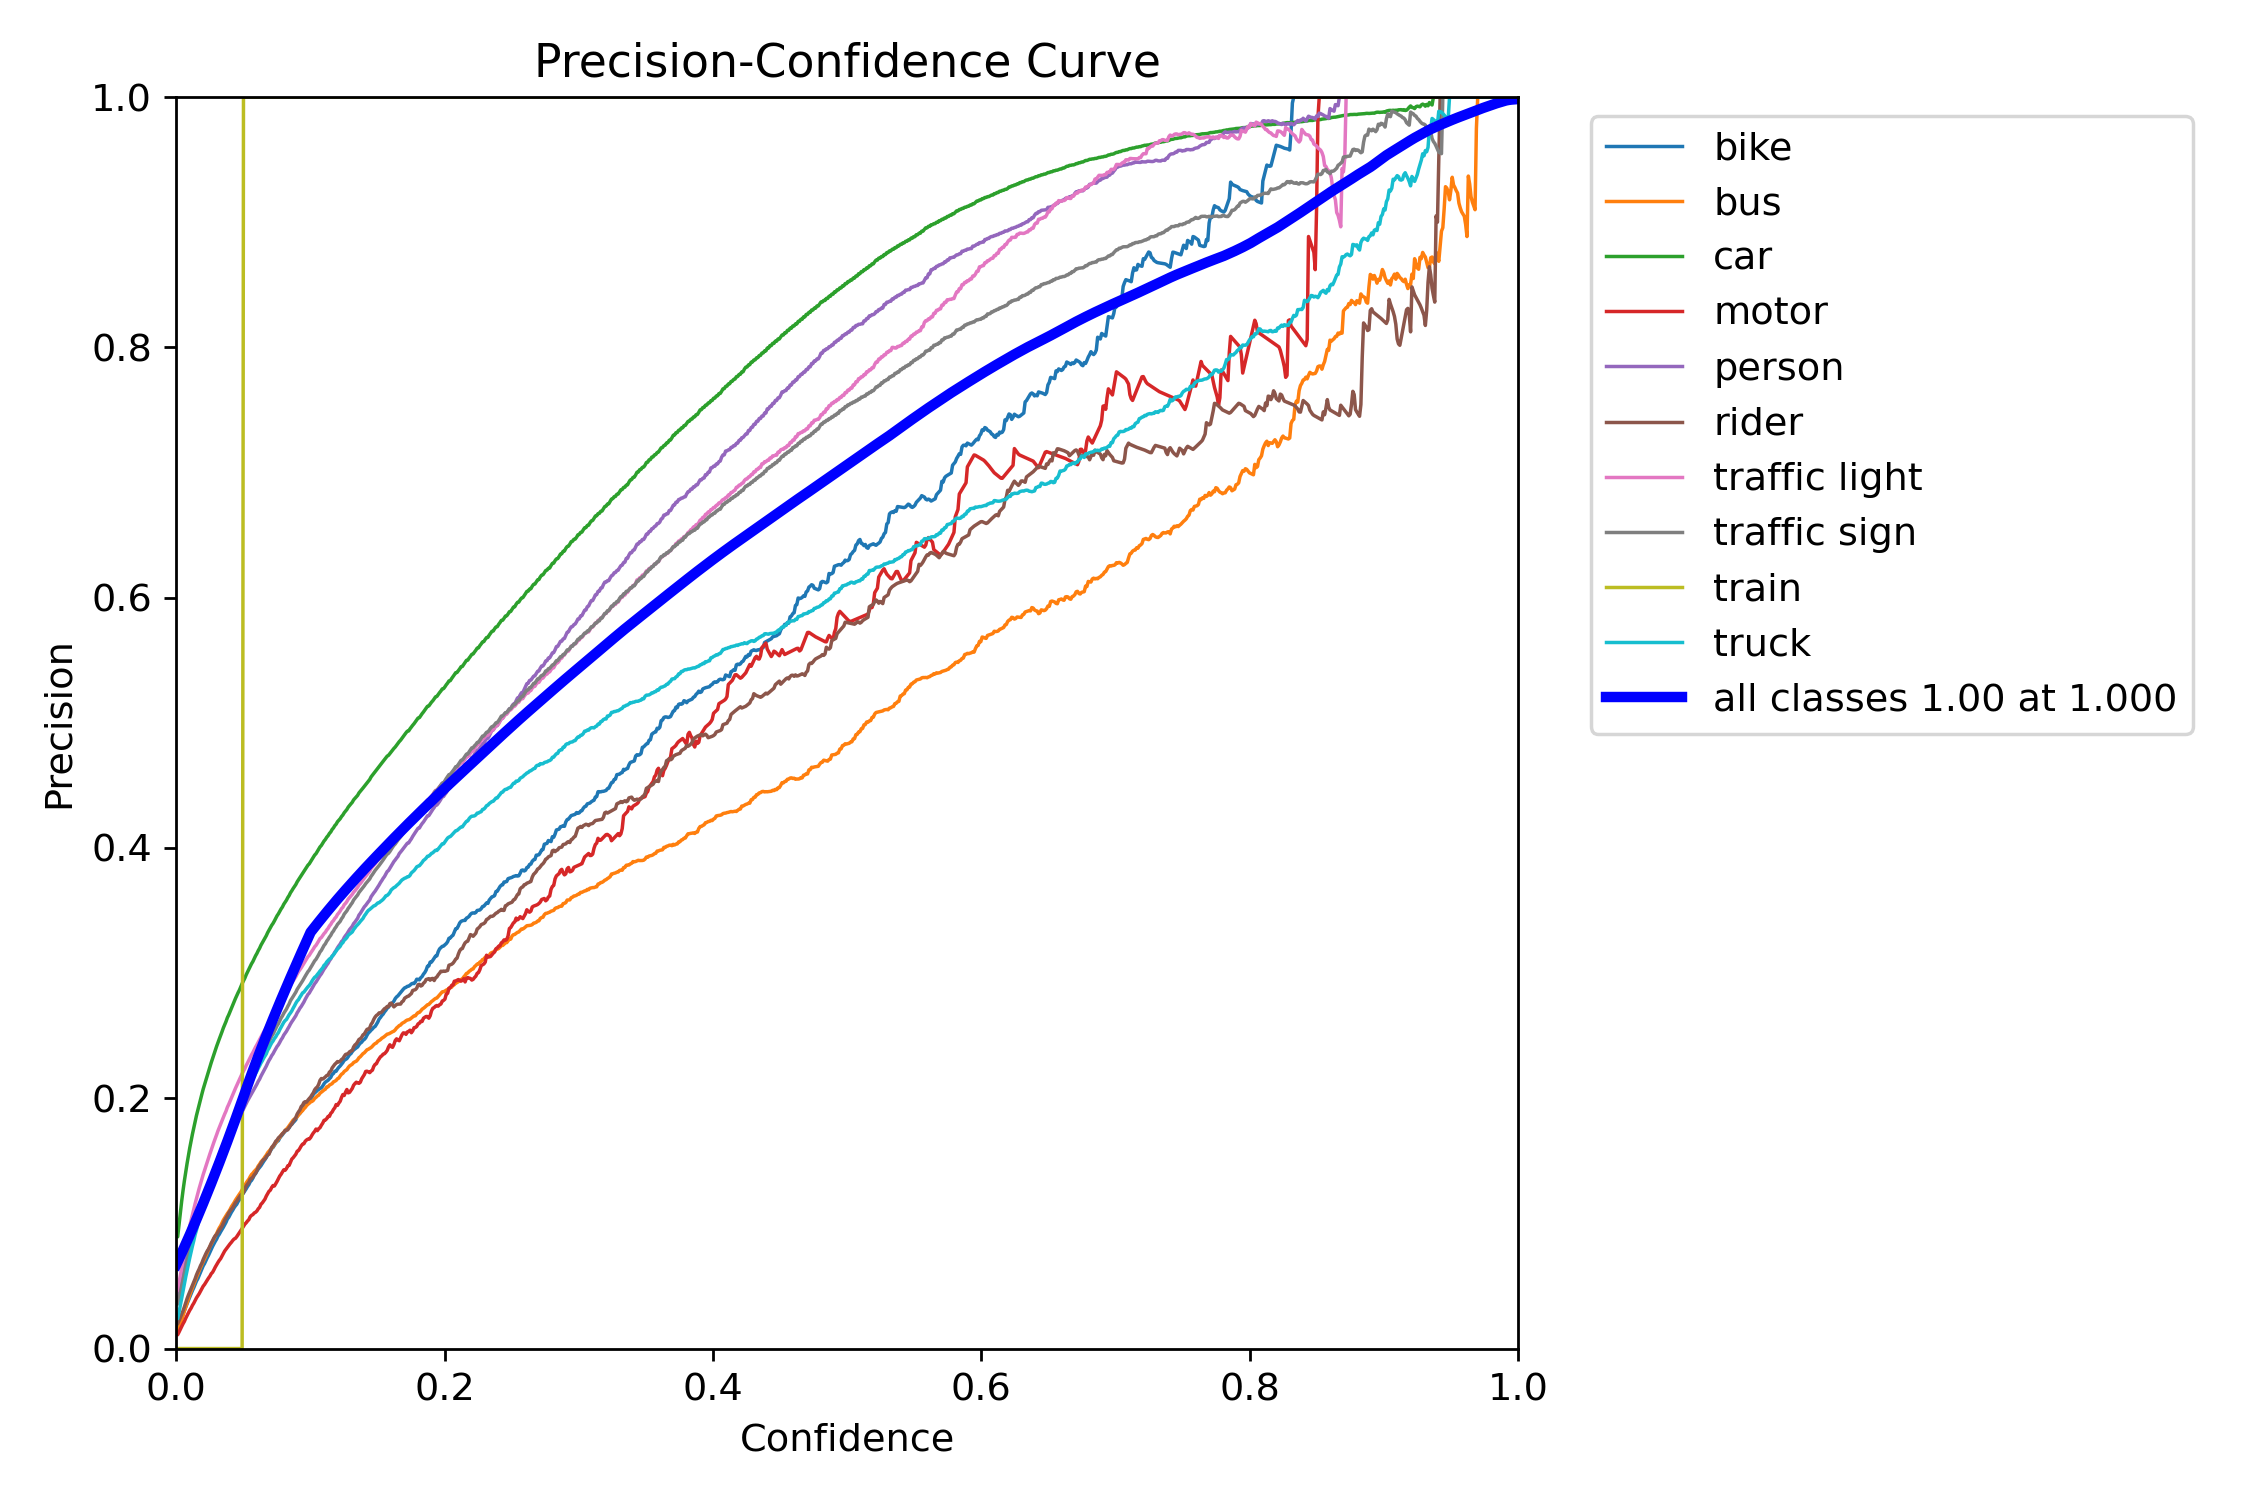 Precision-Confidence Curve
1.0
0.8
0.6
0.4
0.2
0.0
Precision
0.0 0.2 0.4 0.6 0.8 1.0
Confidence
bike
bus
car
motor
person
rider
traffic light
traffic sign
train
truck
all classes 1.00 at 1.000